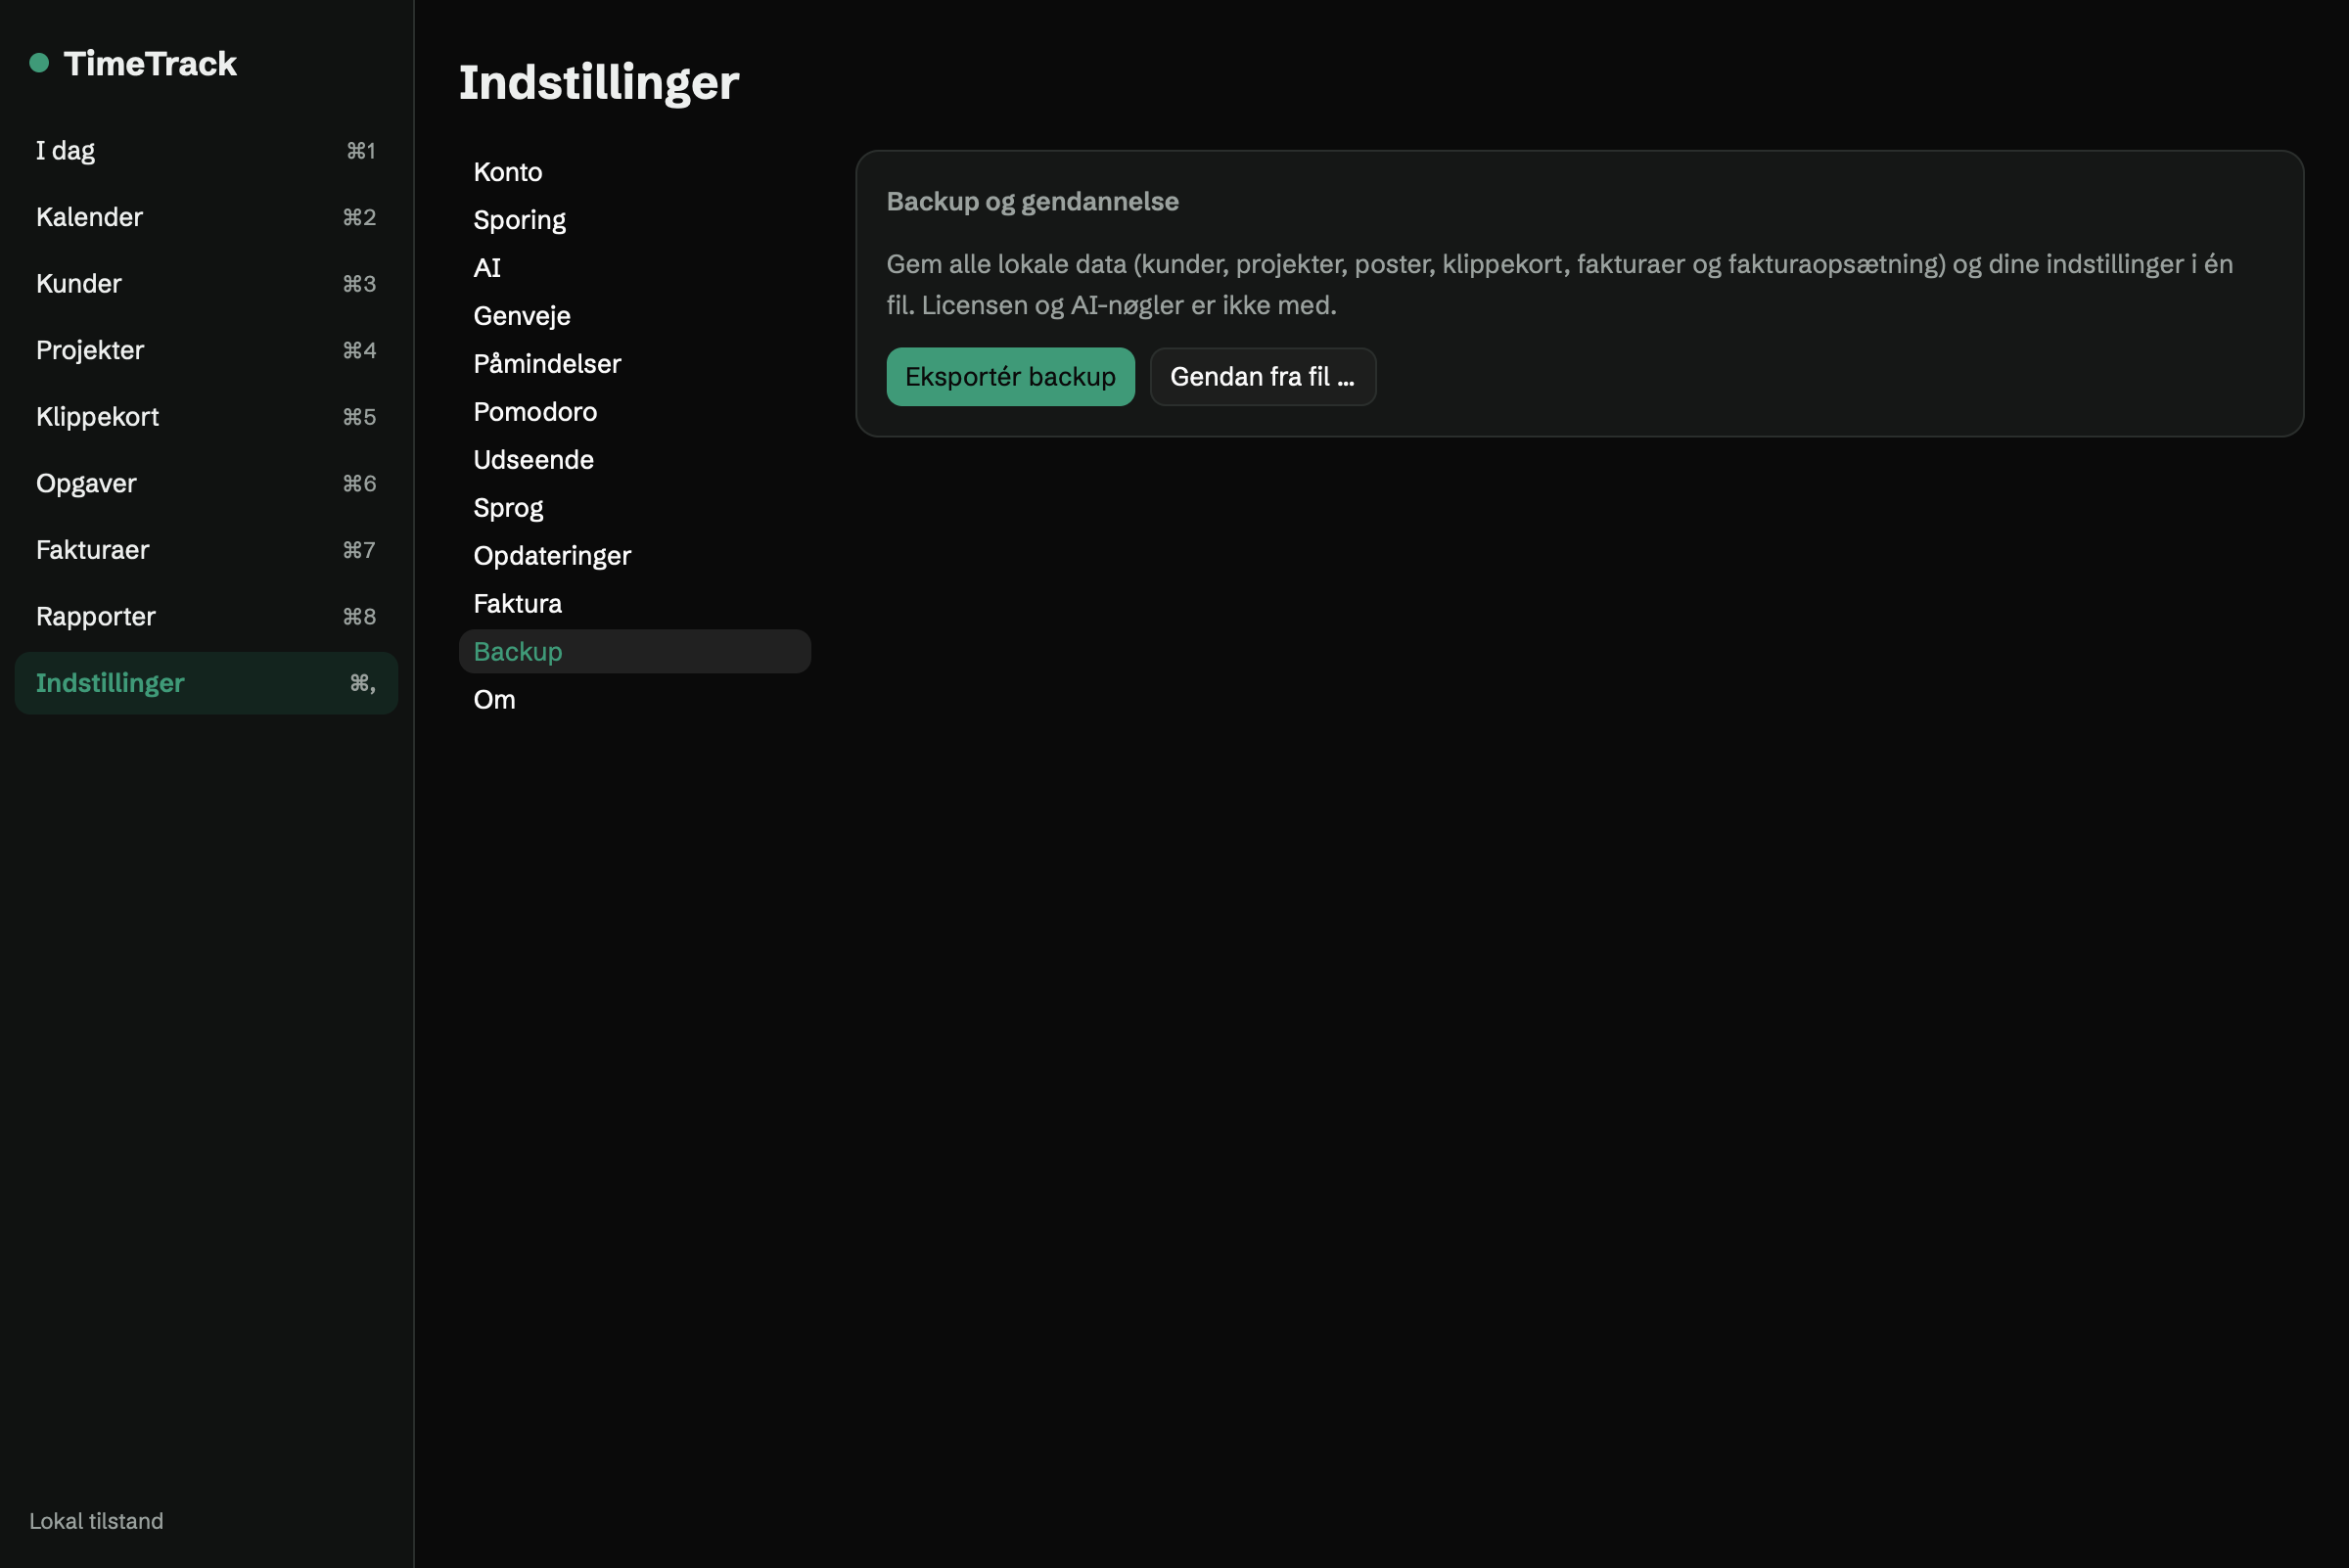 TimeTrack
I dag ⌘1
Kalender ⌘2
Kunder ⌘3
Projekter ⌘4
Klippekort ⌘5
Opgaver ⌘6
Fakturaer ⌘7
Rapporter ⌘8
Indstillinger ⌘,
Lokal tilstand
Indstillinger
Konto
Sporing
AI
Genveje
Påmindelser
Pomodoro
Udseende
Sprog
Opdateringer
Faktura
Backup
Om
Backup og gendannelse
Gem alle lokale data (kunder, projekter, poster, klippekort, fakturaer og fakturaopsætning) og dine indstillinger i én
fil. Licensen og AI-nøgler er ikke med.
Eksportér backup
Gendan fra fil ...